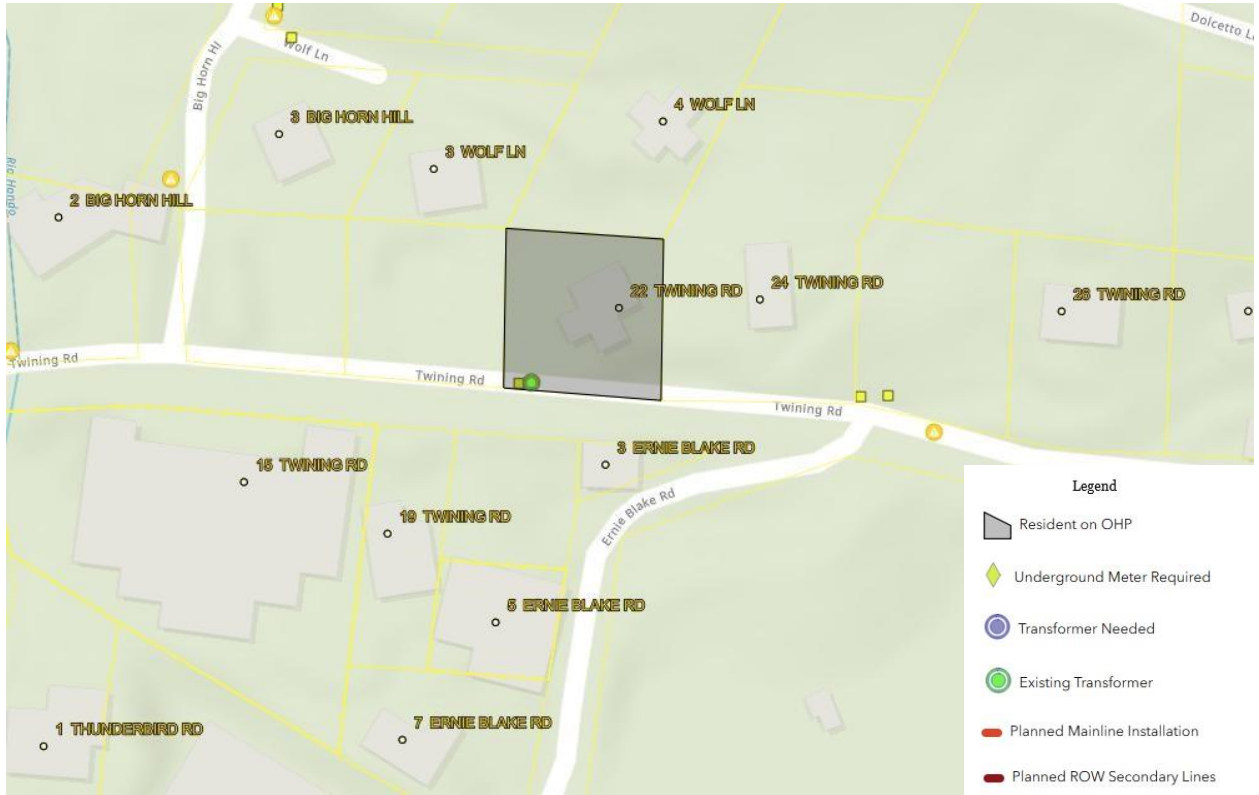 Dolcetto Ln
Wolf Ln
Big Horn Hl
4 WOLF LN
3 BIG HORN HILL
3 WOLF LN
Rio Hondo
2 BIG HORN HILL
22 TWINING RD
24 TWINING RD
26 TWINING RD
Twining Rd
Twining Rd
Twining Rd
3 ERNIE BLAKE RD
15 TWINING RD
Ernie Blake Rd
19 TWINING RD
5 ERNIE BLAKE RD
1 THUNDERBIRD RD
7 ERNIE BLAKE RD
Legend
Resident on OHP
Underground Meter Required
Transformer Needed
Existing Transformer
Planned Mainline Installation
Planned ROW Secondary Lines